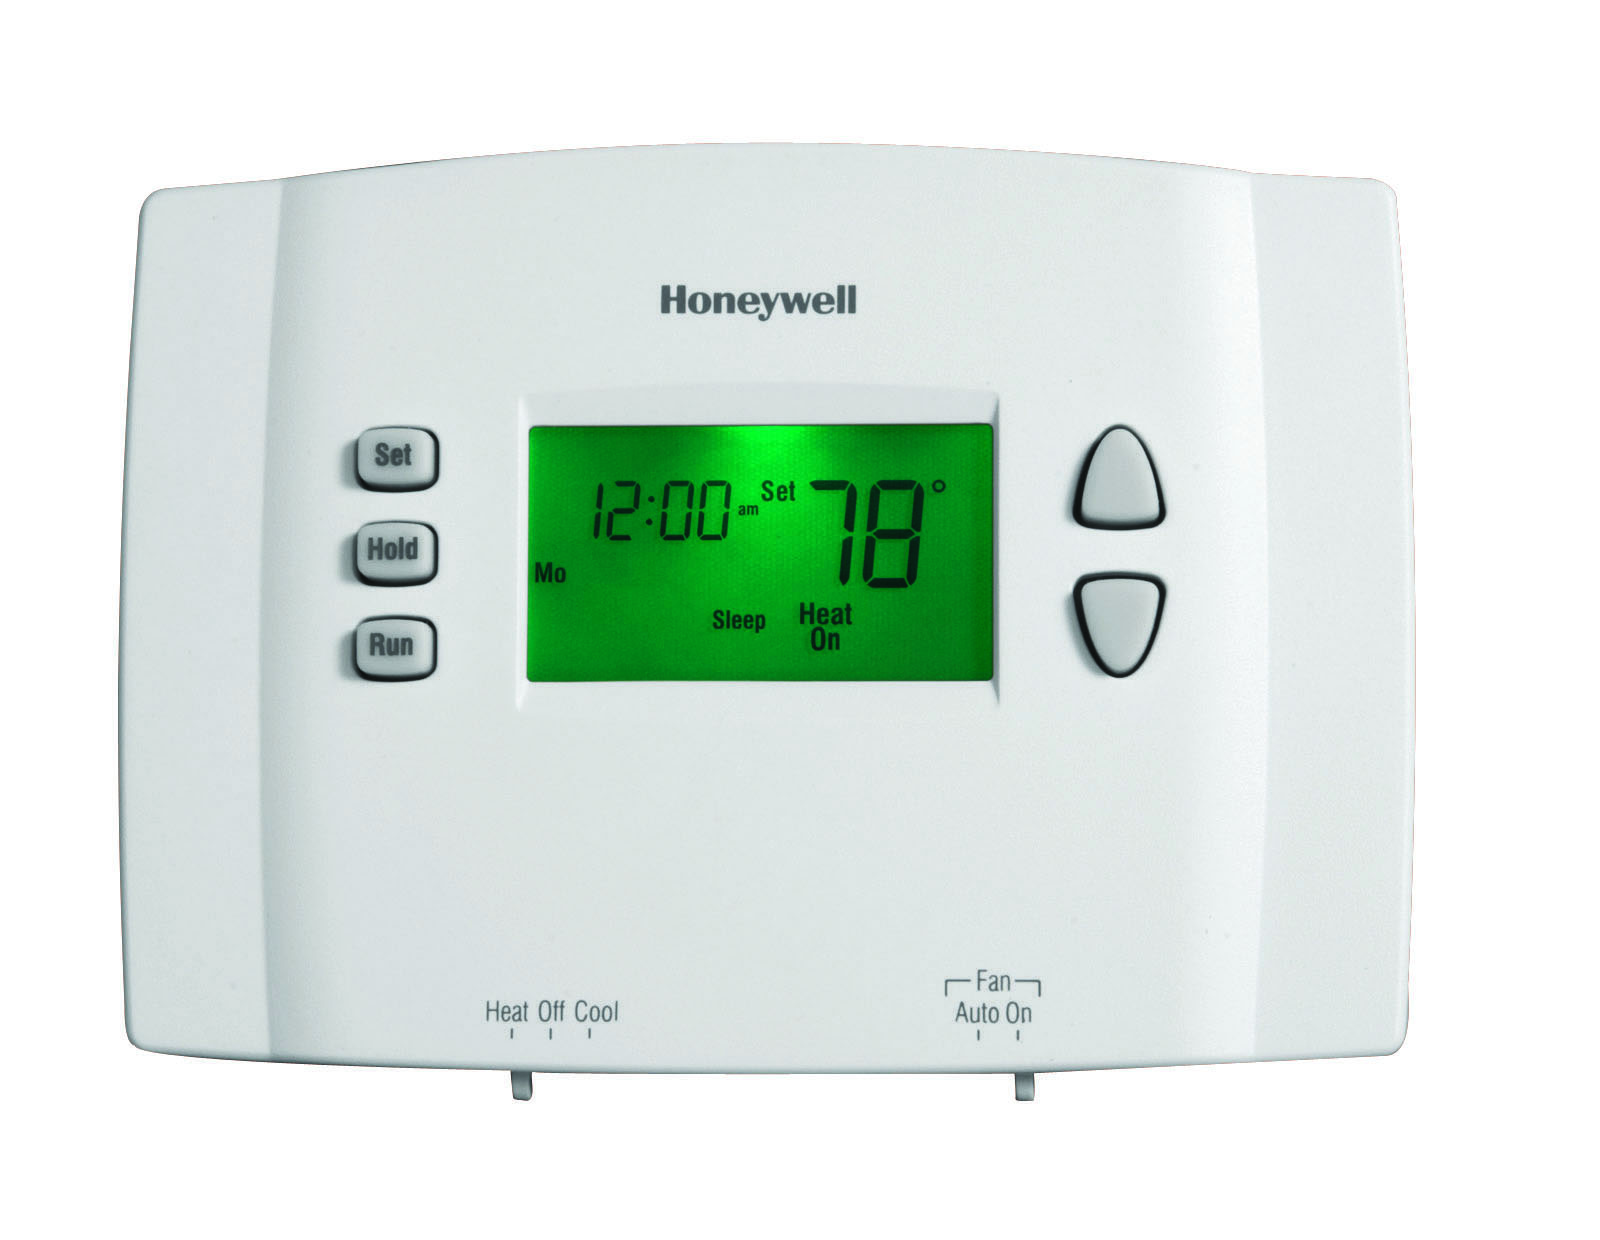 Honeywell
Set
Hold
Run
12:00 am Set 78°
Mo
Sleep Heat
On
Fan
Heat Off Cool
Auto On